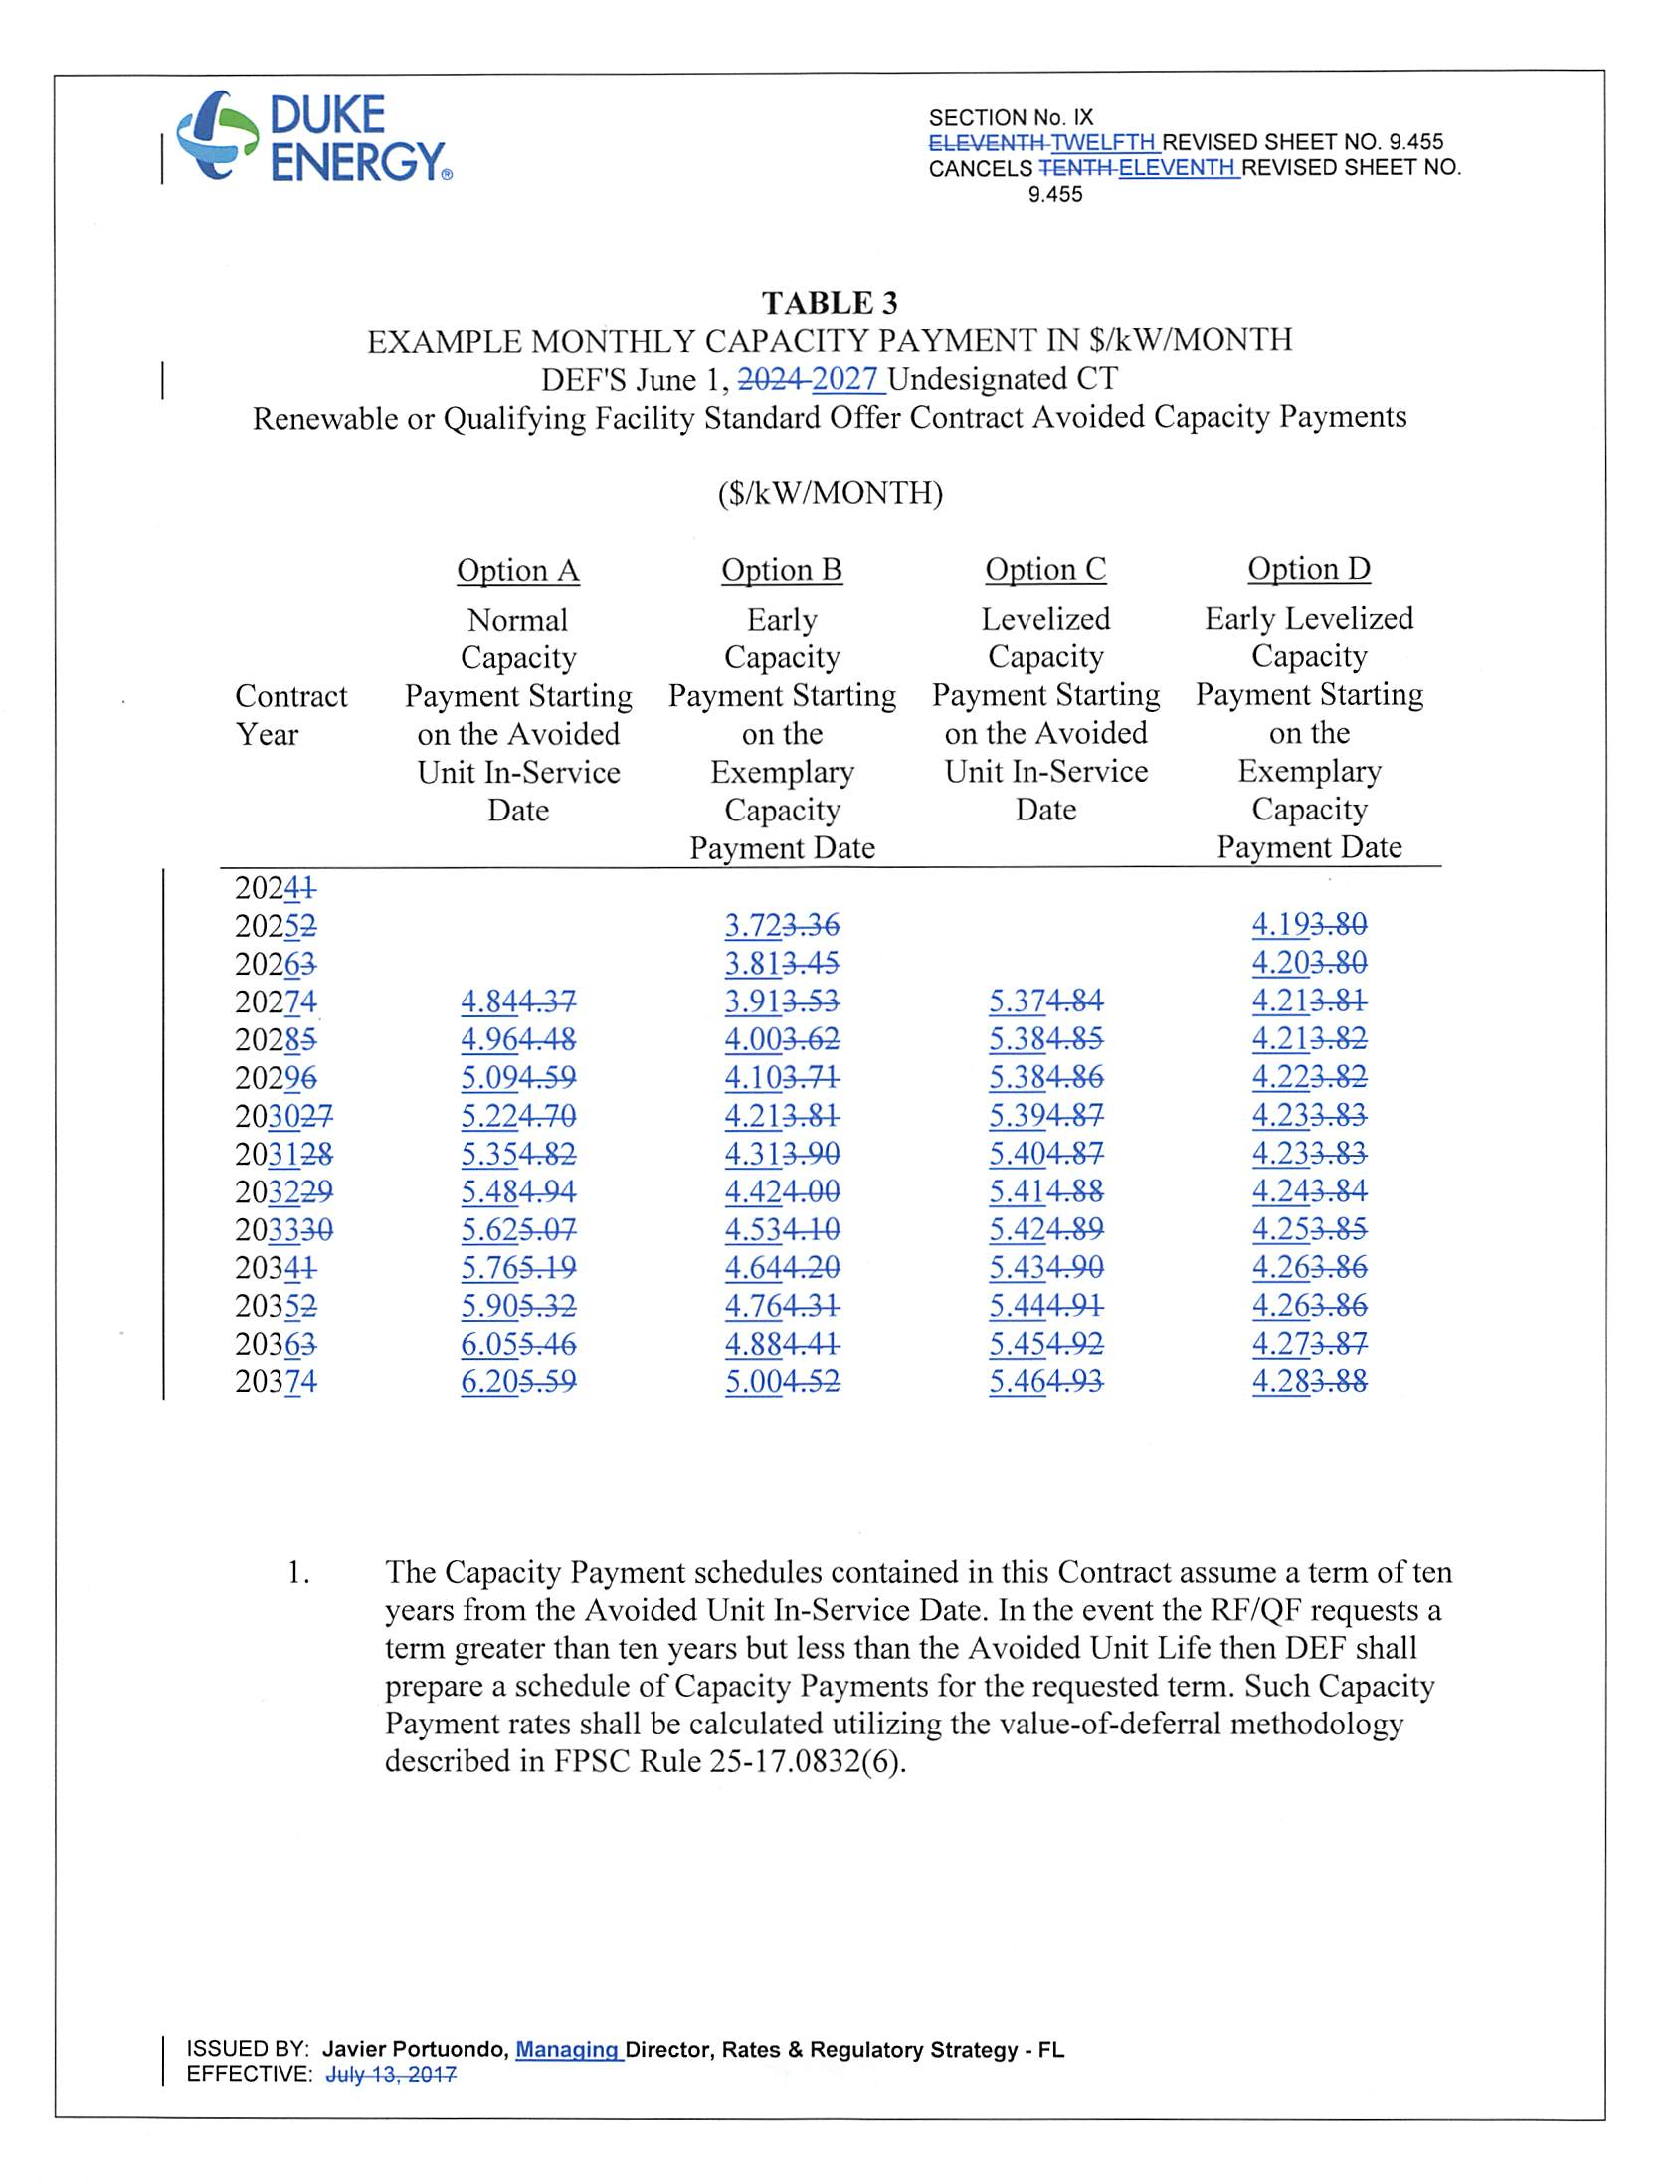 DUKE
ENERGY®
SECTION No. IX
ELEVENTH TWELFTH REVISED SHEET NO. 9.455
CANCELS TENTH ELEVENTH REVISED SHEET NO.
9.455
TABLE 3
EXAMPLE MONTHLY CAPACITY PAYMENT IN $/kW/MONTH
DEF'S June 1, 2024 2027 Undesignated CT
Renewable or Qualifying Facility Standard Offer Contract Avoided Capacity Payments
($/kW/MONTH)
Option A Option B Option C Option D
Normal Early Levelized Early Levelized
Capacity Capacity Capacity Capacity
Contract Payment Starting Payment Starting Payment Starting Payment Starting
Year on the Avoided on the on the Avoided on the
Unit In-Service Exemplary Unit In-Service Exemplary
Date Capacity Date Capacity
Payment Date Payment Date
20241
20252 3.723.36 4.193.80
20263 3.813.45 4.203.80
20274 4.844.37 3.913.53 5.374.84 4.213.81
20285 4.964.48 4.003.62 5.384.85 4.213.82
20296 5.094.59 4.103.71 5.384.86 4.223.82
203027 5.224.70 4.213.81 5.394.87 4.233.83
203128 5.354.82 4.313.90 5.404.87 4.233.83
203229 5.484.94 4.424.00 5.414.88 4.243.84
203330 5.625.07 4.534.10 5.424.89 4.253.85
20341 5.765.19 4.644.20 5.434.90 4.263.86
20352 5.905.32 4.764.31 5.444.91 4.263.86
20363 6.055.46 4.884.41 5.454.92 4.273.87
20374 6.205.59 5.004.52 5.464.93 4.283.88
1. The Capacity Payment schedules contained in this Contract assume a term of ten
years from the Avoided Unit In-Service Date. In the event the RF/QF requests a
term greater than ten years but less than the Avoided Unit Life then DEF shall
prepare a schedule of Capacity Payments for the requested term. Such Capacity
Payment rates shall be calculated utilizing the value-of-deferral methodology
described in FPSC Rule 25-17.0832(6).
ISSUED BY: Javier Portuondo, Managing Director, Rates & Regulatory Strategy - FL
EFFECTIVE: July 13, 2017